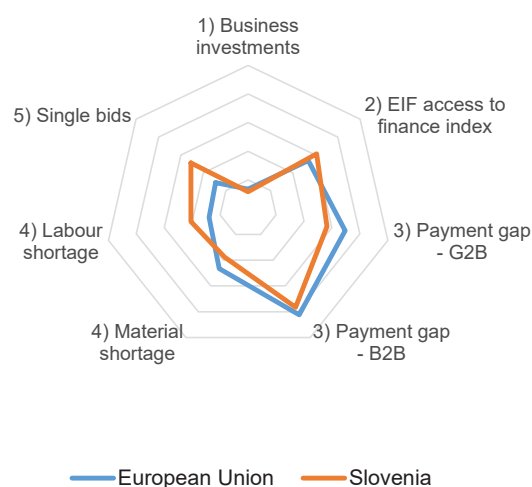 1) Business
investments
2) EIF access to
finance index
5) Single bids
3) Payment gap
- G2B
4) Labour
shortage
4) Material
shortage
3) Payment gap
- B2B
European Union
Slovenia